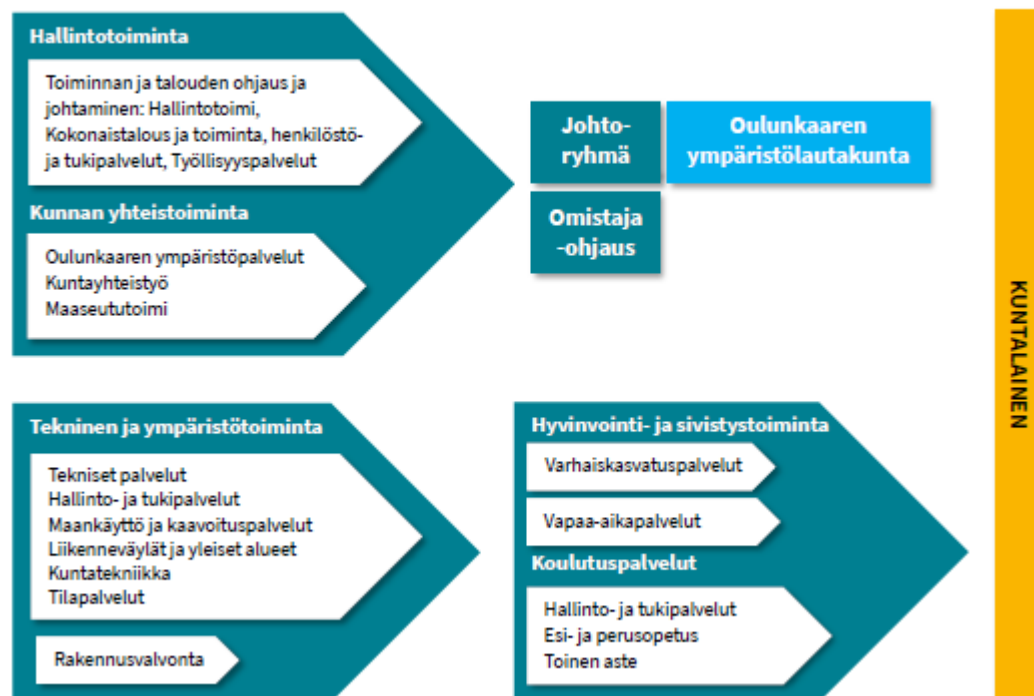 Hallintotoiminta
Toiminnan ja talouden ohjaus ja
johtaminen: Hallintotoimi,
Kokonaistalous ja toiminta, henkilöstö-
ja tukipalvelut, Työllisyyspalvelut
Kunnan yhteistoiminta
Oulunkaaren ympäristöpalvelut
Kuntayhteistyö
Maaseututoimi
Johto-
ryhmä
Oulunkaaren
ympäristölautakunta
Omistaja
-ohjaus
Tekninen ja ympäristötoiminta
Tekniset palvelut
Hallinto- ja tukipalvelut
Maankäyttö ja kaavoituspalvelut
Liikenneväylät ja yleiset alueet
Kuntatekniikka
Tilapalvelut
Rakennusvalvonta
Hyvinvointi- ja sivistystoiminta
Varhaiskasvatuspalvelut
Vapaa-aikapalvelut
Koulutuspalvelut
Hallinto- ja tukipalvelut
Esi- ja perusopetus
Toinen aste
KUNTALAINEN